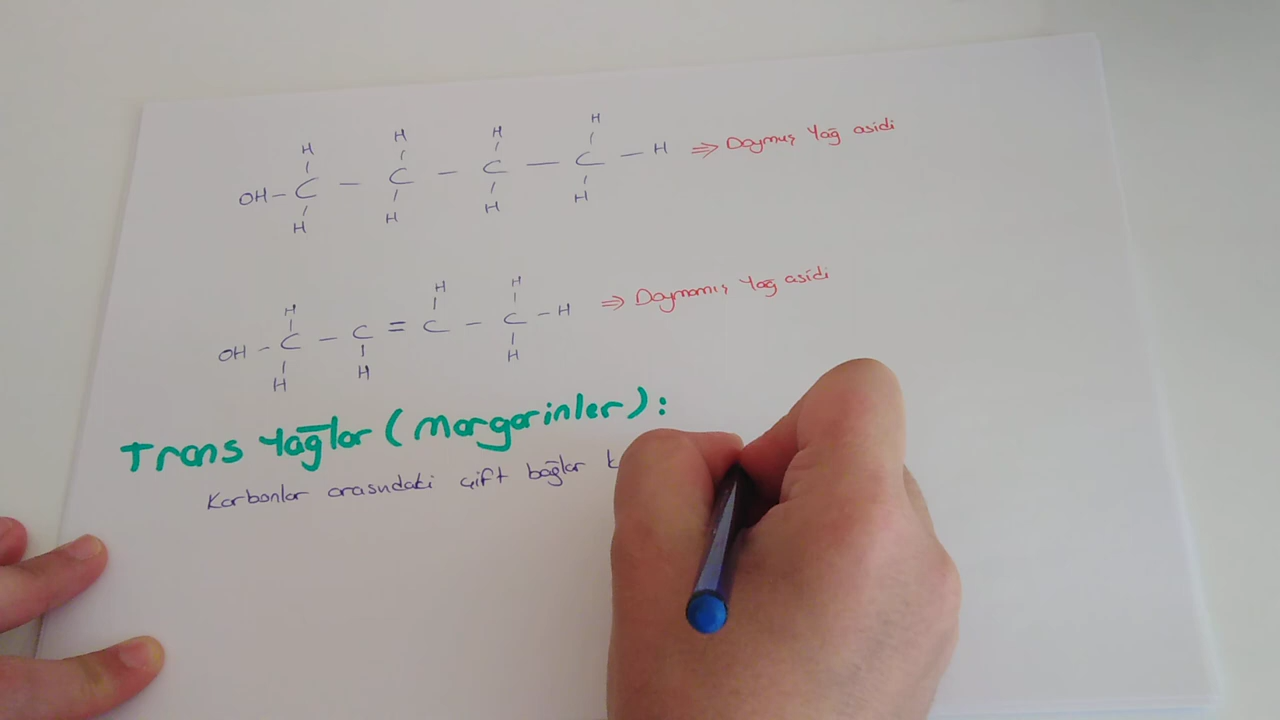 H H H H
OH – C – C – C – C – H ⇒ Doymuş Yağ asidi
H H H H
H H H
OH – C – C = C – C – H ⇒ Doymamış Yağ asidi
H H H
Trans Yağlar (margarinler):
Karbonlar arasındaki çift bağlar k